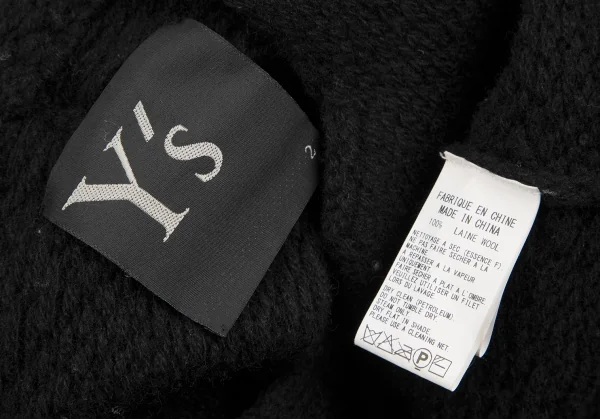 Y's
2
FABRIQUE EN CHINE
MADE IN CHINA
100% LAINE WOOL
NETTOYAGE A SEC (ESSENCE F)
NE PAS FAIRE SECHER A LA
MACHINE
A REPASSER A LA VAPEUR
UNIQUEMENT
FAIRE SECHER A PLAT A L'OMBRE
VEUILLEZ UTILISER UN FILET
LORS DU LAVAGE
DRY CLEAN (PETROLEUM)
DO NOT TUMBLE DRY
STEAM ONLY
DRY FLAT IN SHADE
PLEASE USE A CLEANING NET
P